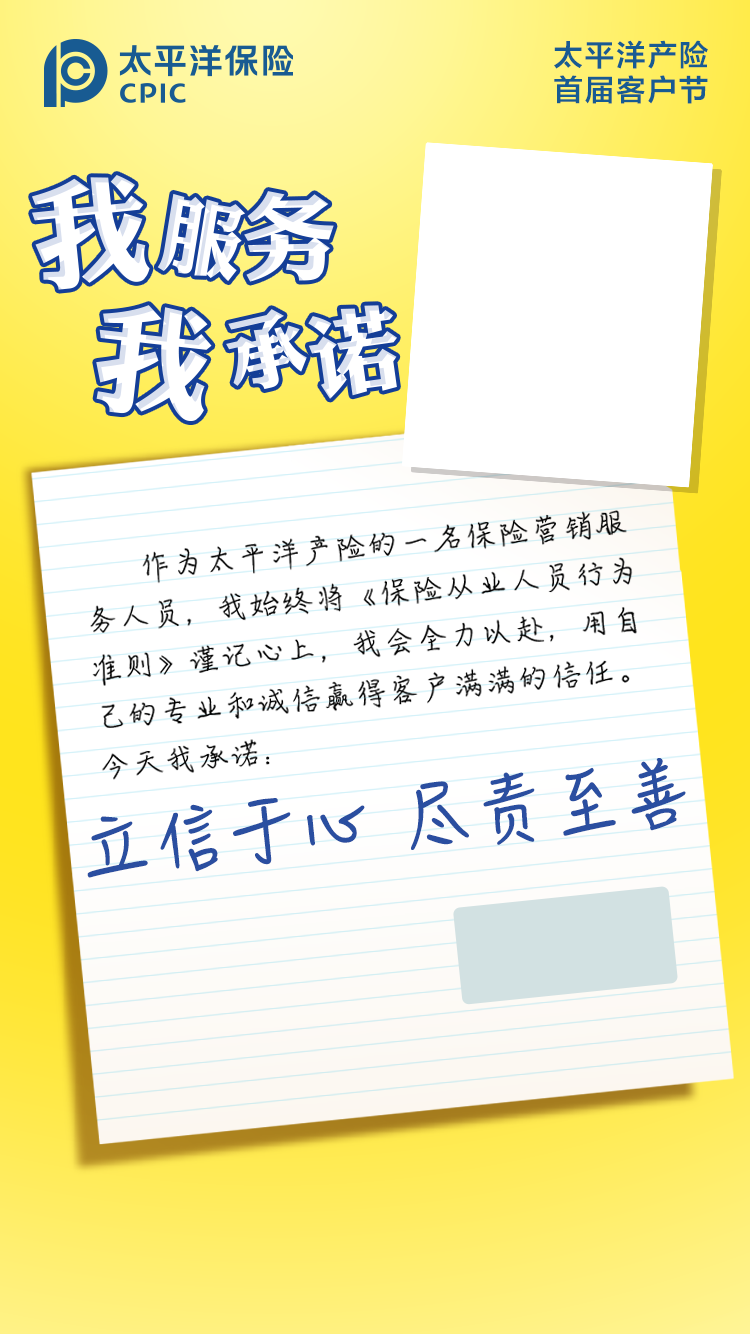 太平洋保险
CPIC
太平洋产险
首届客户节
我服务
我承诺
作为太平洋产险的一名保险营销服
务人员，我始终将《保险从业人员行为
准则》谨记心上，我会全力以赴，用自
己的专业和诚信赢得客户满满的信任。
今天我承诺：
立信于心 尽责至善